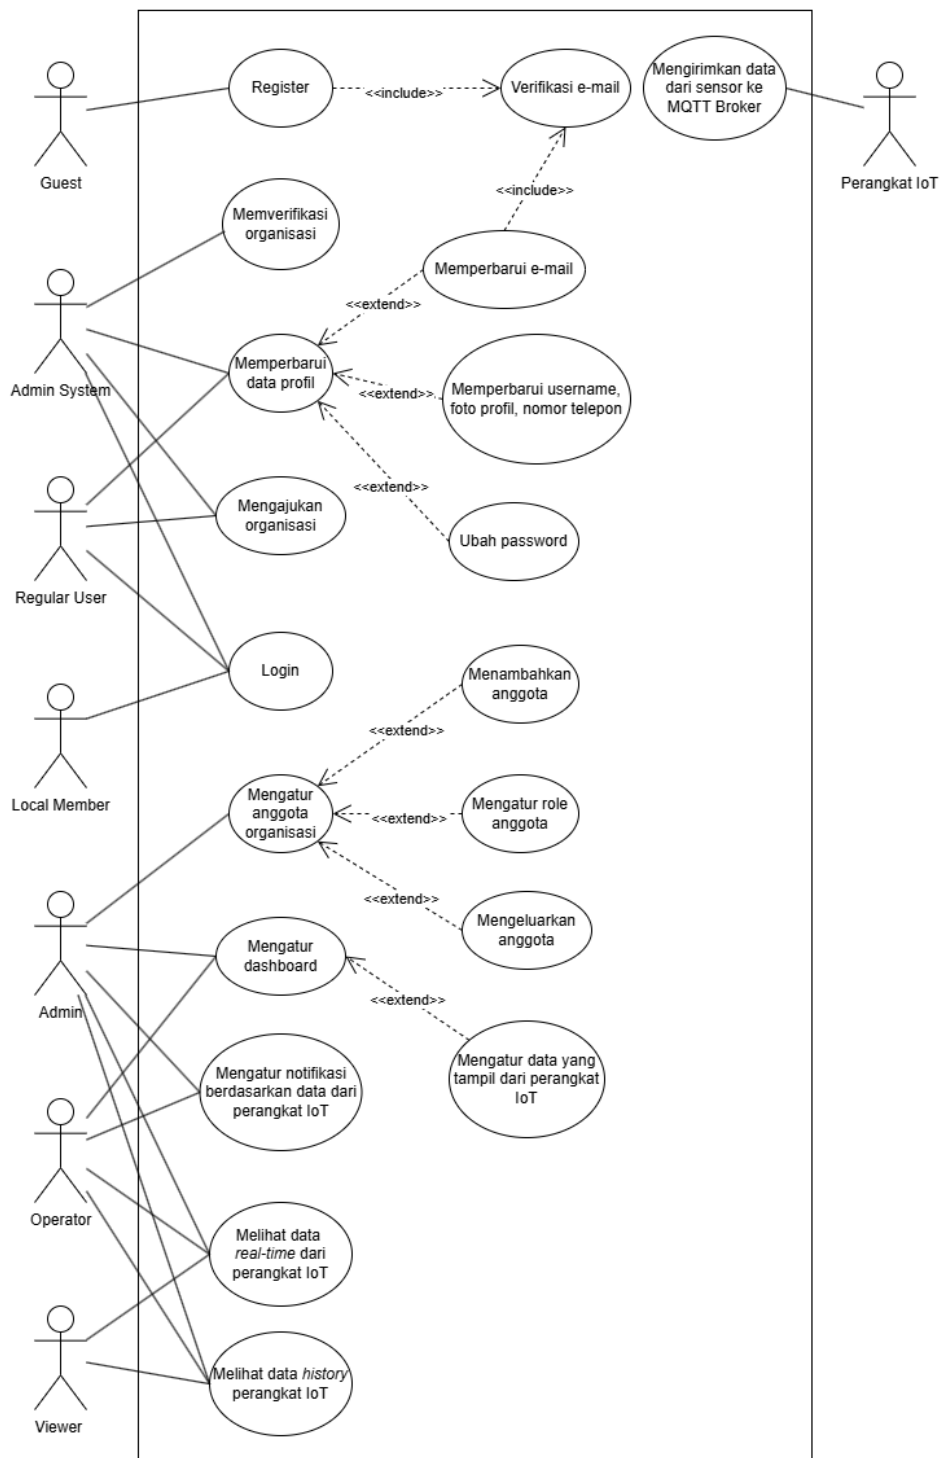 Register
<<include>>
Verifikasi e-mail
Mengirimkan data
dari sensor ke
MQTT Broker
Guest
Perangkat IoT
Memverifikasi
organisasi
<<include>>
Memperbarui e-mail
<<extend>>
Admin System
Memperbarui
data profil
<<extend>>
Memperbarui username,
foto profil, nomor telepon
<<extend>>
Mengajukan
organisasi
Ubah password
Regular User
Login
Menambahkan
anggota
<<extend>>
Local Member
Mengatur
anggota
organisasi
<<extend>>
Mengatur role
anggota
<<extend>>
Mengeluarkan
anggota
Mengatur
dashboard
<<extend>>
Admin
Mengatur data yang
tampil dari perangkat
IoT
Mengatur notifikasi
berdasarkan data dari
perangkat IoT
Operator
Melihat data
real-time dari
perangkat IoT
Melihat data history
perangkat IoT
Viewer